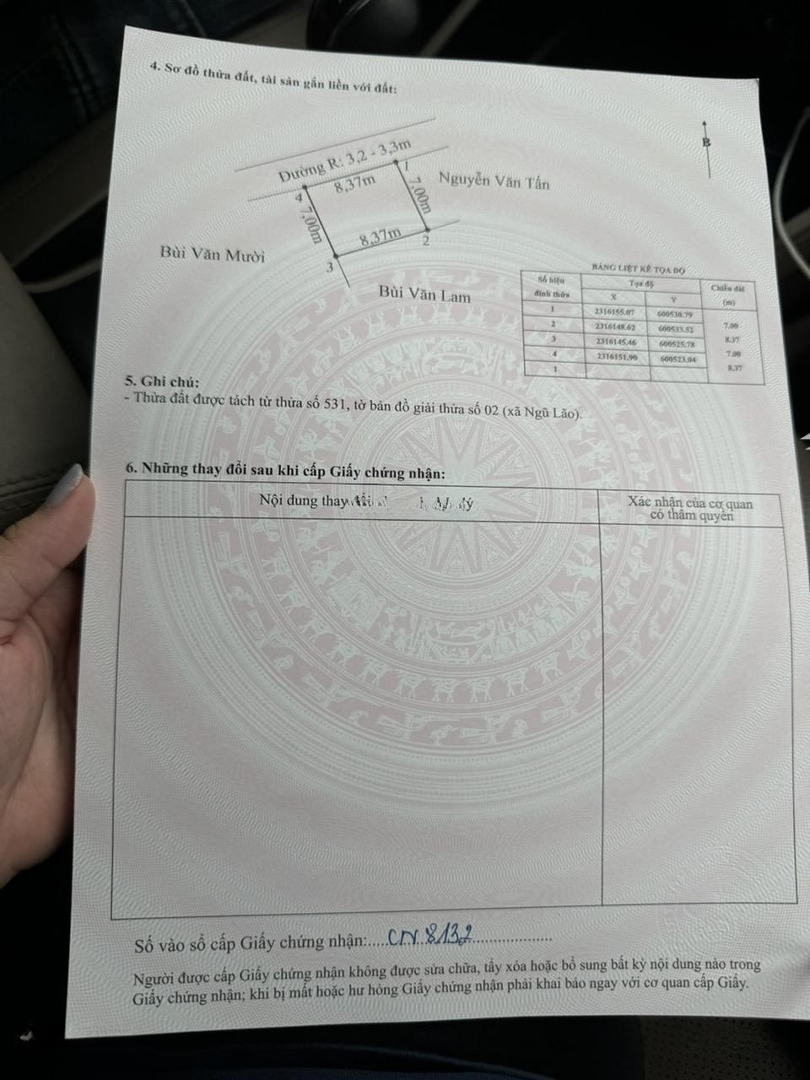 4. Sơ đồ thửa đất, tài sản gắn liền với đất:
B
Đường R: 3,2 - 3,3m
1
8,37m
4
Nguyễn Văn Tấn
7,00m
7,00m
8,37m
2
3
Bùi Văn Mười
Bùi Văn Lam
BẢNG LIỆT KÊ TỌA ĐỘ
Số hiệu đỉnh thửa Tọa độ Chiều dài (m)
X Y
1 2316155.07 600530.79
7.00
2 2316148.62 600533.52
8.37
3 2316145.46 600525.78
7.00
4 2316151.90 600523.04
8.37
1
5. Ghi chú:
- Thửa đất được tách từ thửa số 531, tờ bản đồ giải thửa số 02 (xã Ngũ Lão).
6. Những thay đổi sau khi cấp Giấy chứng nhận:
Nội dung thay lý
Xác nhận của cơ quan
có thẩm quyền
Số vào sổ cấp Giấy chứng nhận:.....CN 8132....................
Người được cấp Giấy chứng nhận không được sửa chữa, tẩy xóa hoặc bổ sung bất kỳ nội dung nào trong
Giấy chứng nhận; khi bị mất hoặc hư hỏng Giấy chứng nhận phải khai báo ngay với cơ quan cấp Giấy.